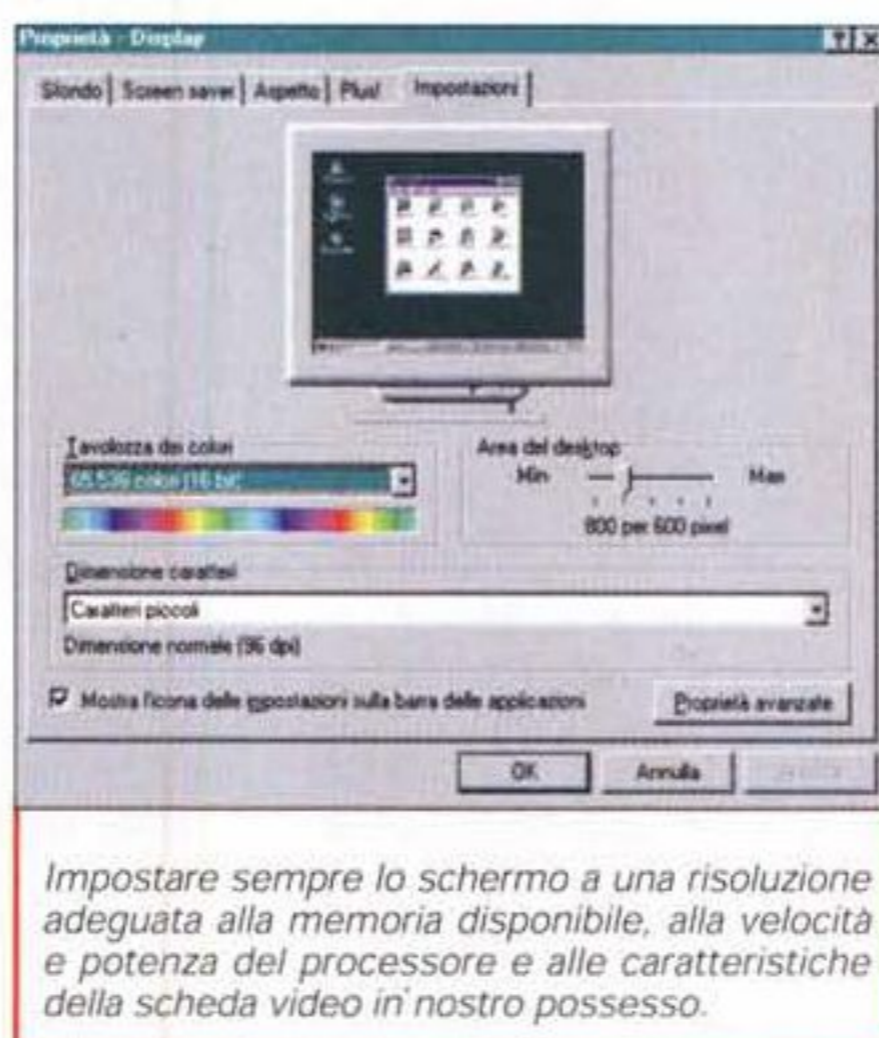 Proprietà - Display
Sfondo Screen saver Aspetto Plus! Impostazioni
Tavolozza dei colori
65.536 colori (16 bit)
Area del desktop
Min Max
800 per 600 pixel
Dimensione caratteri
Caratteri piccoli
Dimensione normale (96 dpi)
Mostra l'icona delle impostazioni sulla barra delle applicazioni
Proprietà avanzate
OK Annulla
Impostare sempre lo schermo a una risoluzione
adeguata alla memoria disponibile, alla velocità
e potenza del processore e alle caratteristiche
della scheda video in nostro possesso.